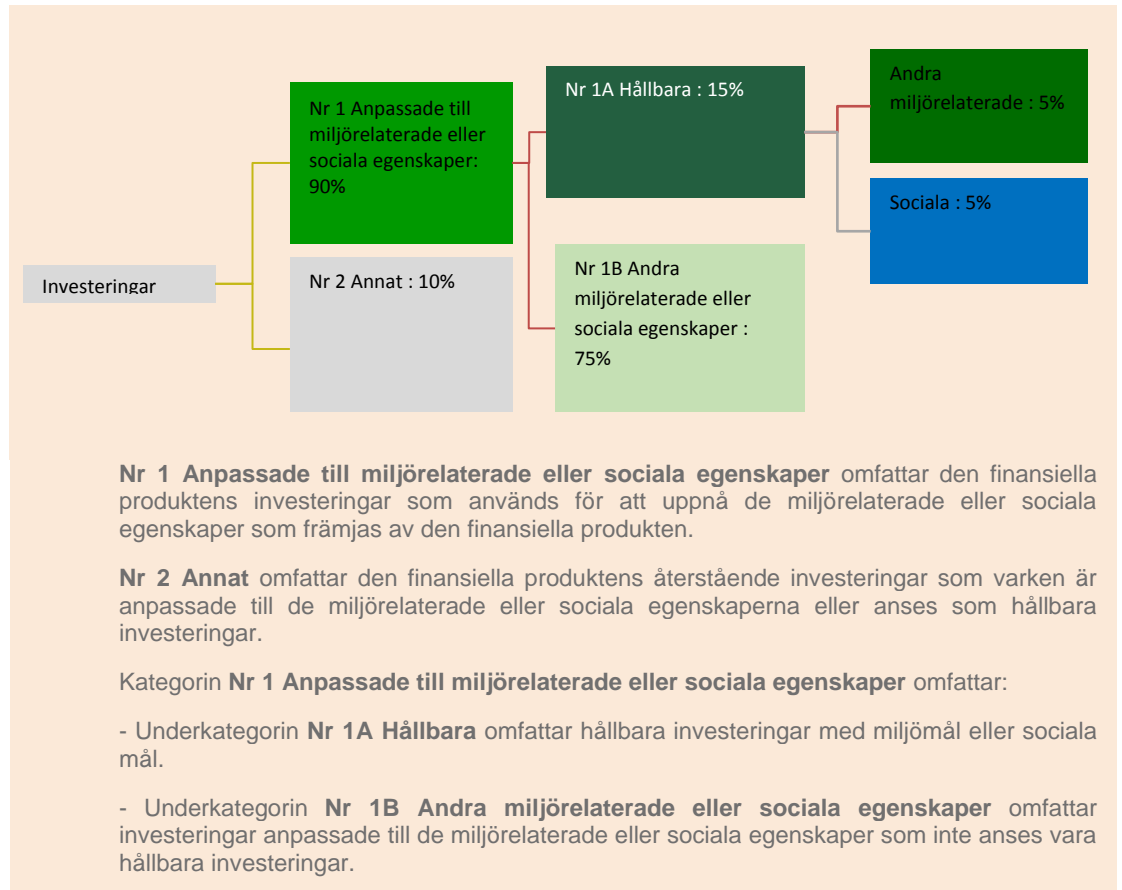 Investeringar
Nr 1 Anpassade till
miljörelaterade eller
sociala egenskaper:
90%
Nr 2 Annat : 10%
Nr 1A Hållbara : 15%
Nr 1B Andra
miljörelaterade eller
sociala egenskaper :
75%
Andra
miljörelaterade : 5%
Sociala : 5%
Nr 1 Anpassade till miljörelaterade eller sociala egenskaper omfattar den finansiella
produktens investeringar som används för att uppnå de miljörelaterade eller sociala
egenskaper som främjas av den finansiella produkten.
Nr 2 Annat omfattar den finansiella produktens återstående investeringar som varken är
anpassade till de miljörelaterade eller sociala egenskaperna eller anses som hållbara
investeringar.
Kategorin Nr 1 Anpassade till miljörelaterade eller sociala egenskaper omfattar:
- Underkategorin Nr 1A Hållbara omfattar hållbara investeringar med miljömål eller sociala
mål.
- Underkategorin Nr 1B Andra miljörelaterade eller sociala egenskaper omfattar
investeringar anpassade till de miljörelaterade eller sociala egenskaper som inte anses vara
hållbara investeringar.